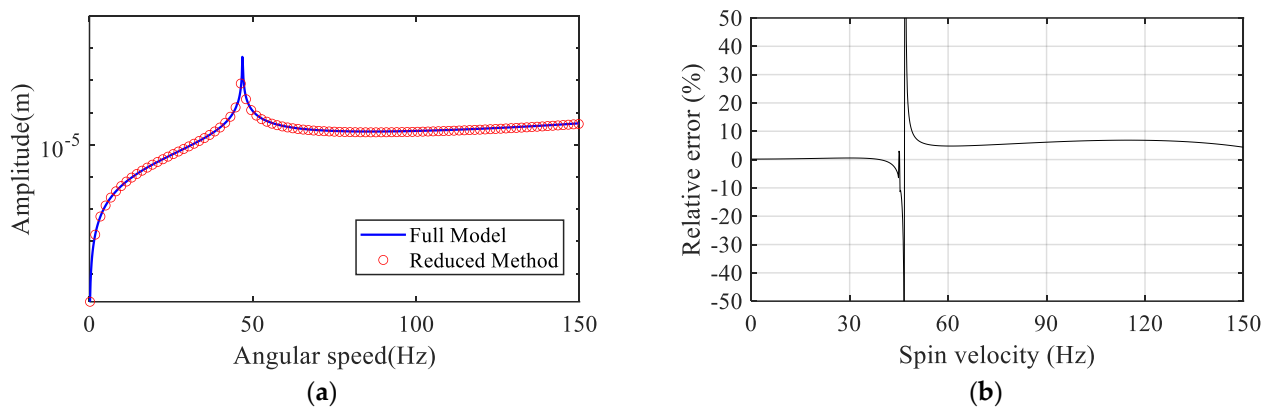 Amplitude(m)
10-5
Full Model
Reduced Method
0
50
100
150
Angular speed(Hz)
(a)
Relative error (%)
50
40
30
20
10
0
-10
-20
-30
-40
-50
0
30
60
90
120
150
Spin velocity (Hz)
(b)